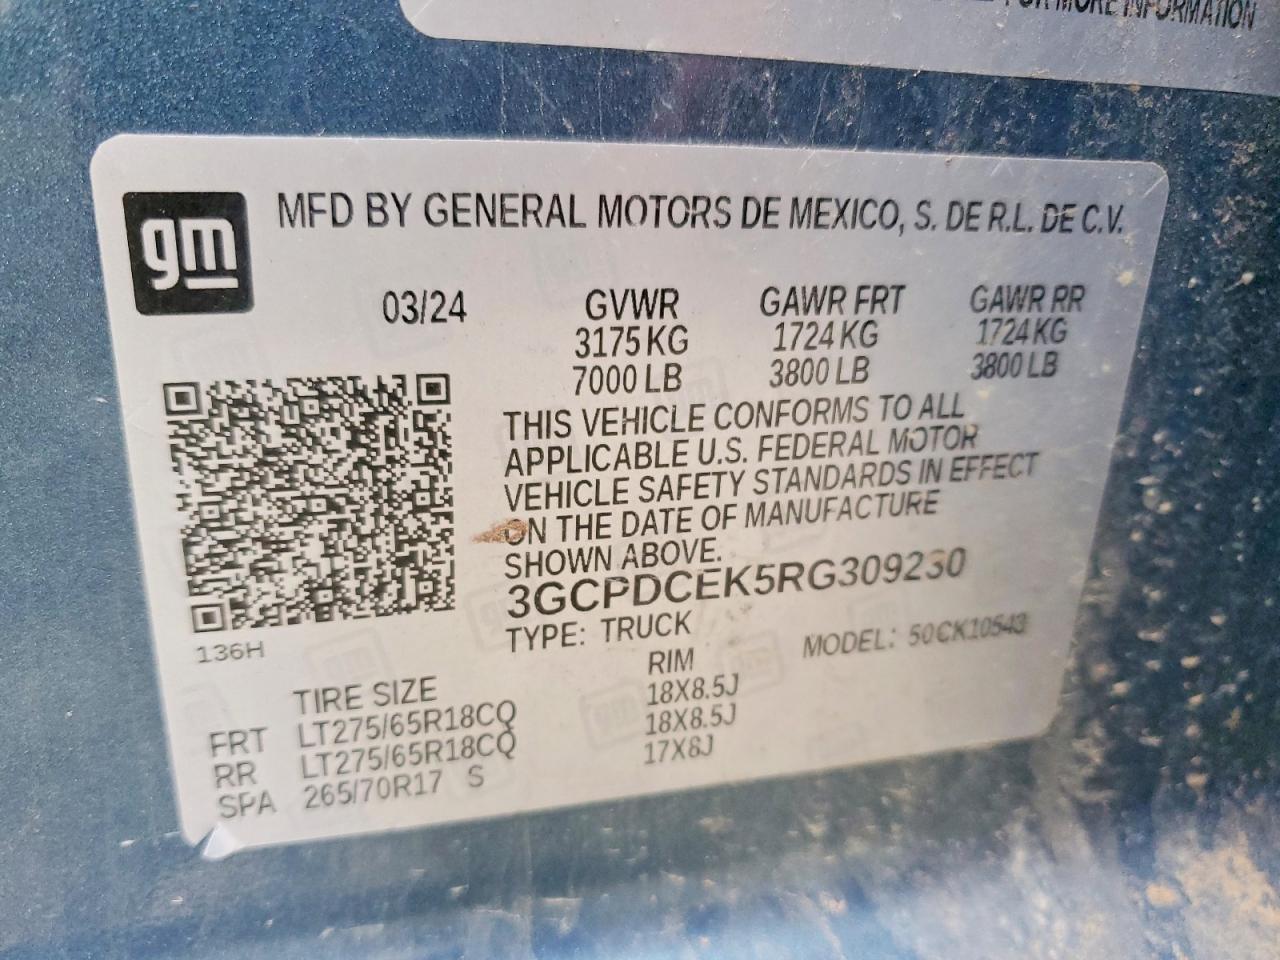 FOR MORE INFORMATION
gm
MFD BY GENERAL MOTORS DE MEXICO, S. DE R.L. DE C.V.
03/24 GVWR GAWR FRT GAWR RR
3175 KG 1724 KG 1724 KG
7000 LB 3800 LB 3800 LB
THIS VEHICLE CONFORMS TO ALL
APPLICABLE U.S. FEDERAL MOTOR
VEHICLE SAFETY STANDARDS IN EFFECT
ON THE DATE OF MANUFACTURE
SHOWN ABOVE.
3GCPDCEK5RG309230
136H
TYPE: TRUCK MODEL: 50CK10543
TIRE SIZE RIM
FRT LT275/65R18CQ 18X8.5J
RR LT275/65R18CQ 18X8.5J
SPA 265/70R17 S 17X8J